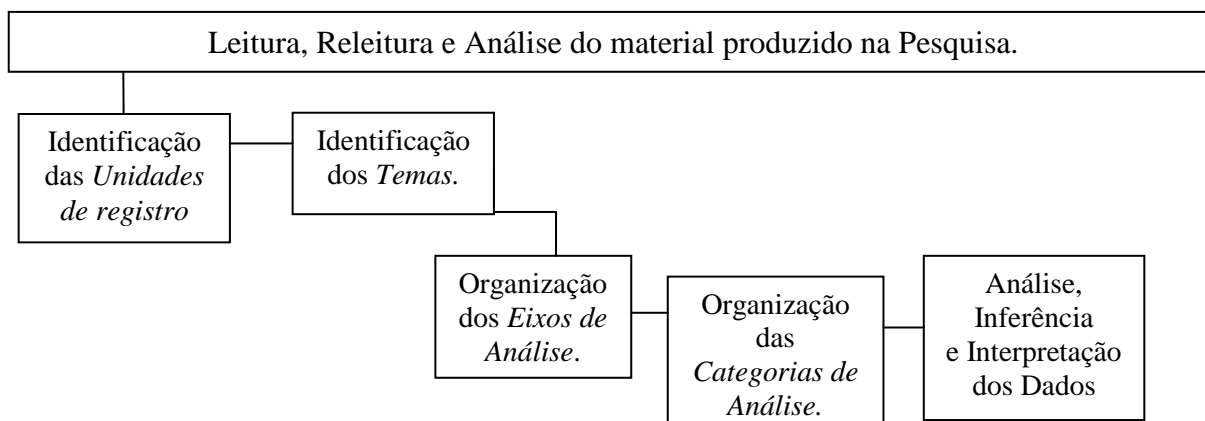 Leitura, Releitura e Análise do material produzido na Pesquisa.
Identificação
das Unidades
de registro
Identificação
dos Temas.
Organização
dos Eixos de
Análise.
Organização
das
Categorias de
Análise.
Análise,
Inferência
e Interpretação
dos Dados